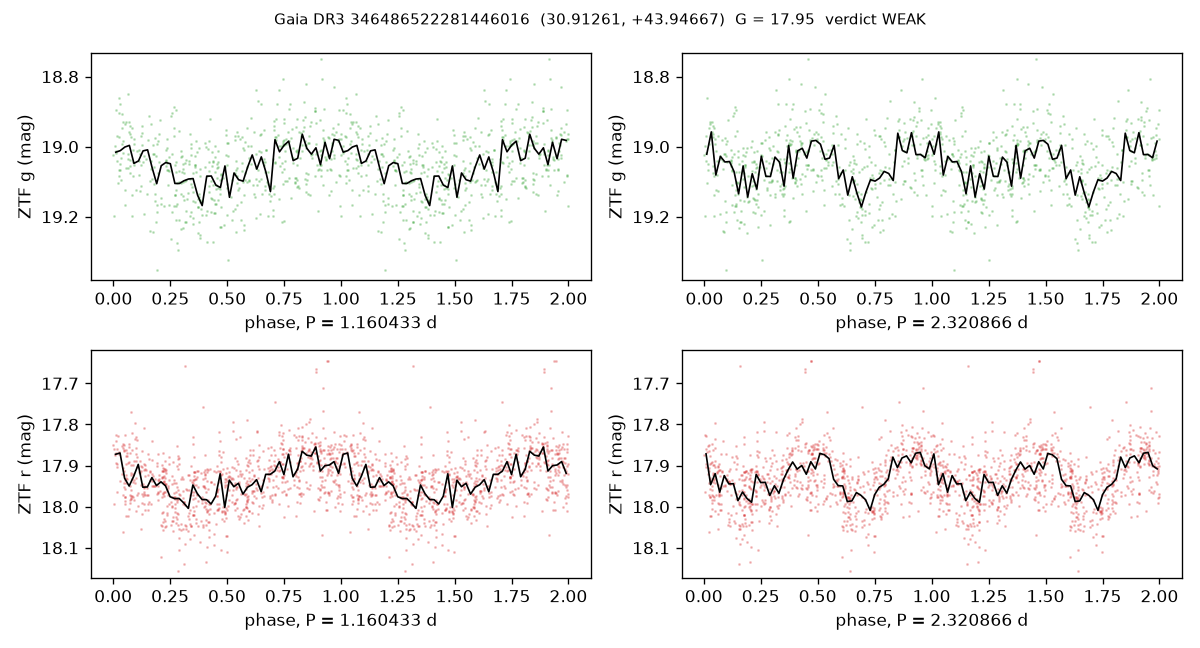 Gaia DR3 346486522281446016 (30.91261, +43.94667) G = 17.95 verdict WEAK
ZTF g (mag)
18.8
19.0
19.2
0.00 0.25 0.50 0.75 1.00 1.25 1.50 1.75 2.00
phase, P = 1.160433 d
ZTF g (mag)
18.8
19.0
19.2
0.00 0.25 0.50 0.75 1.00 1.25 1.50 1.75 2.00
phase, P = 2.320866 d
ZTF r (mag)
17.7
17.8
17.9
18.0
18.1
0.00 0.25 0.50 0.75 1.00 1.25 1.50 1.75 2.00
phase, P = 1.160433 d
ZTF r (mag)
17.7
17.8
17.9
18.0
18.1
0.00 0.25 0.50 0.75 1.00 1.25 1.50 1.75 2.00
phase, P = 2.320866 d